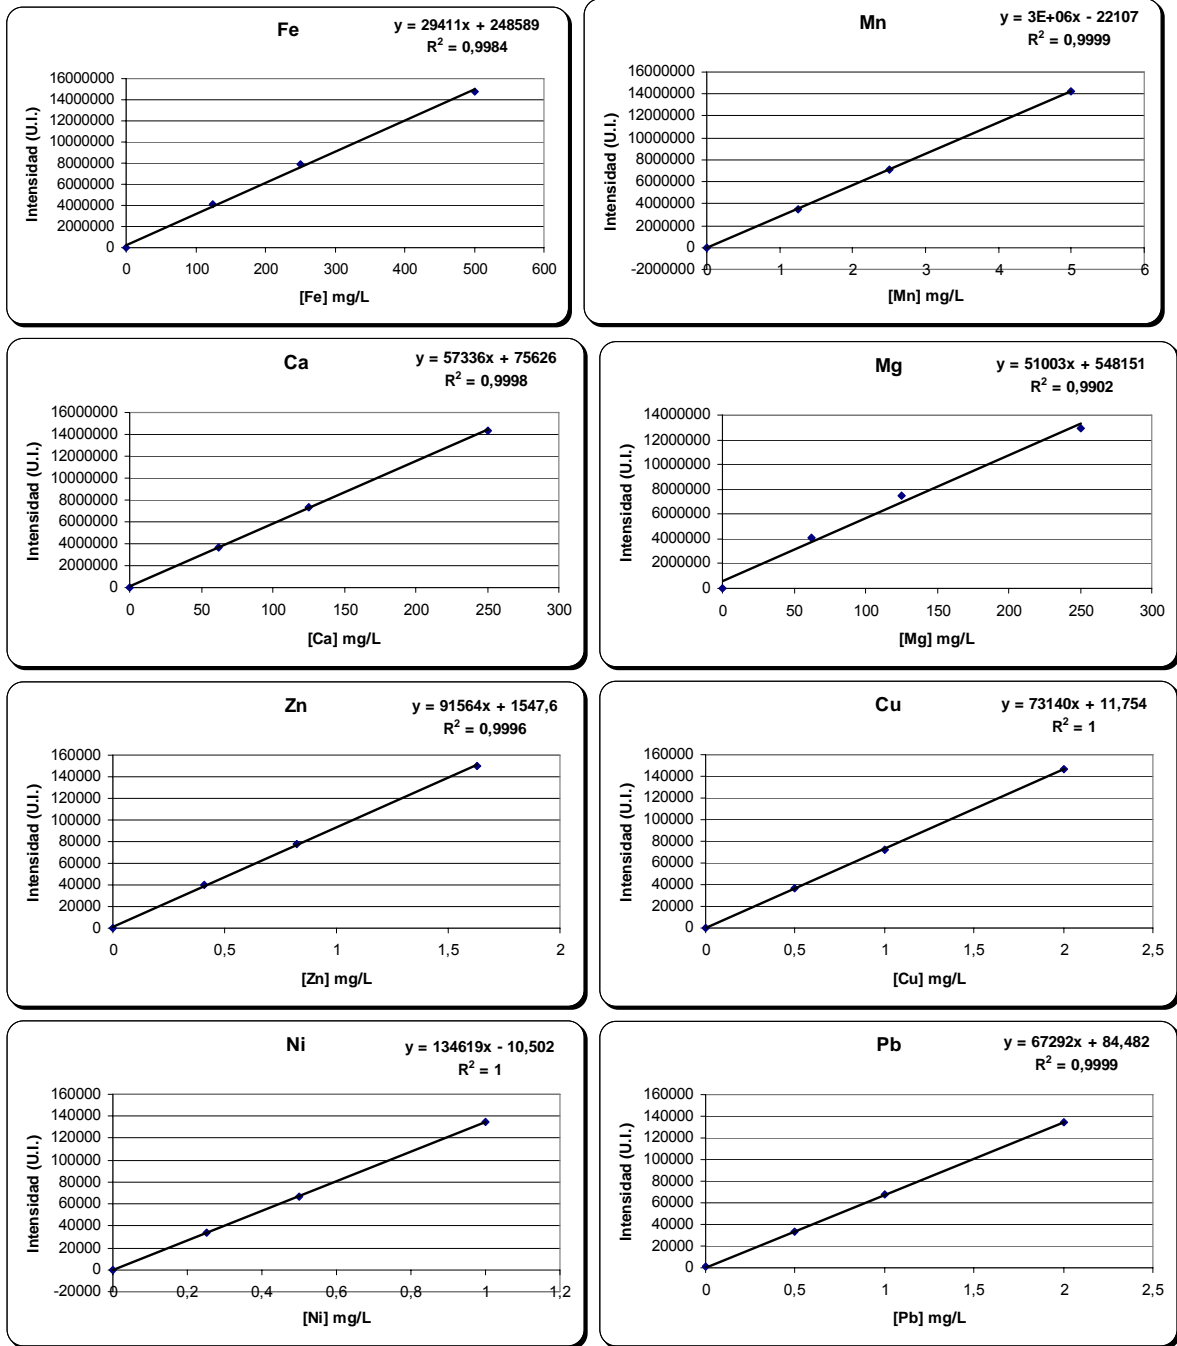 Fe
y = 29411x + 248589
R² = 0,9984
16000000
14000000
12000000
10000000
8000000
6000000
4000000
2000000
0
0 100 200 300 400 500 600
[Fe] mg/L
Intensidad (U.I.)
Mn
y = 3E+06x - 22107
R² = 0,9999
16000000
14000000
12000000
10000000
8000000
6000000
4000000
2000000
0
-2000000
0 1 2 3 4 5 6
[Mn] mg/L
Intensidad (U.I.)
Ca
y = 57336x + 75626
R² = 0,9998
16000000
14000000
12000000
10000000
8000000
6000000
4000000
2000000
0
0 50 100 150 200 250 300
[Ca] mg/L
Intensidad (U.I.)
Mg
y = 51003x + 548151
R² = 0,9902
14000000
12000000
10000000
8000000
6000000
4000000
2000000
0
0 50 100 150 200 250 300
[Mg] mg/L
Intensidad (U.I.)
Zn
y = 91564x + 1547,6
R² = 0,9996
160000
140000
120000
100000
80000
60000
40000
20000
0
0 0,5 1 1,5 2
[Zn] mg/L
Intensidad (U.I.)
Cu
y = 73140x + 11,754
R² = 1
160000
140000
120000
100000
80000
60000
40000
20000
0
0 0,5 1 1,5 2 2,5
[Cu] mg/L
Intensidad (U.I.)
Ni
y = 134619x - 10,502
R² = 1
160000
140000
120000
100000
80000
60000
40000
20000
0
-20000
0 0,2 0,4 0,6 0,8 1 1,2
[Ni] mg/L
Intensidad (U.I.)
Pb
y = 67292x + 84,482
R² = 0,9999
160000
140000
120000
100000
80000
60000
40000
20000
0
0 0,5 1 1,5 2 2,5
[Pb] mg/L
Intensidad (U.I.)